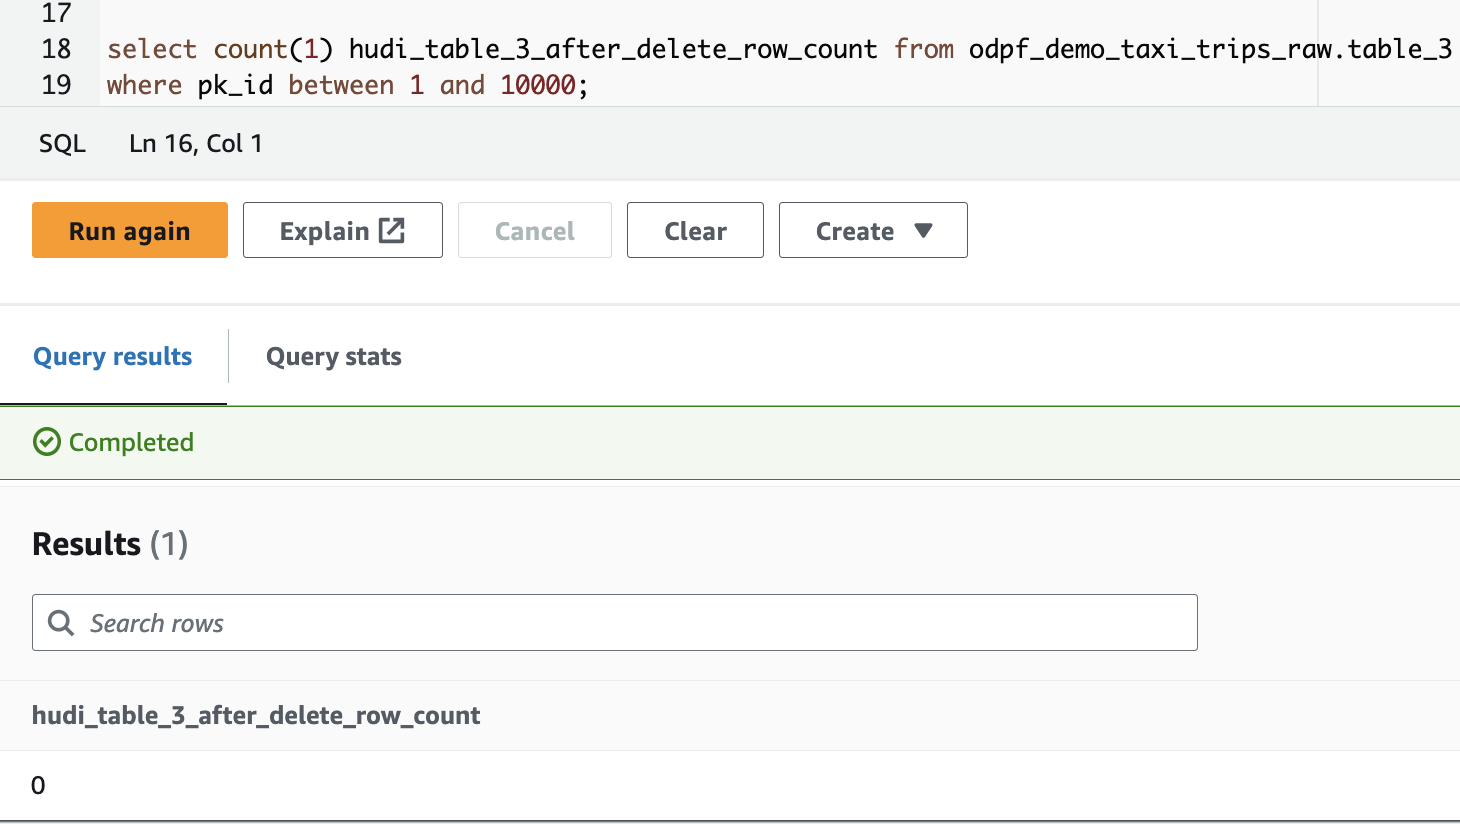 17
18 select count(1) hudi_table_3_after_delete_row_count from odpf_demo_taxi_trips_raw.table_3
19 where pk_id between 1 and 10000;
SQL Ln 16, Col 1
Run again Explain Cancel Clear Create
Query results Query stats
Completed
Results (1)
Search rows
hudi_table_3_after_delete_row_count
0